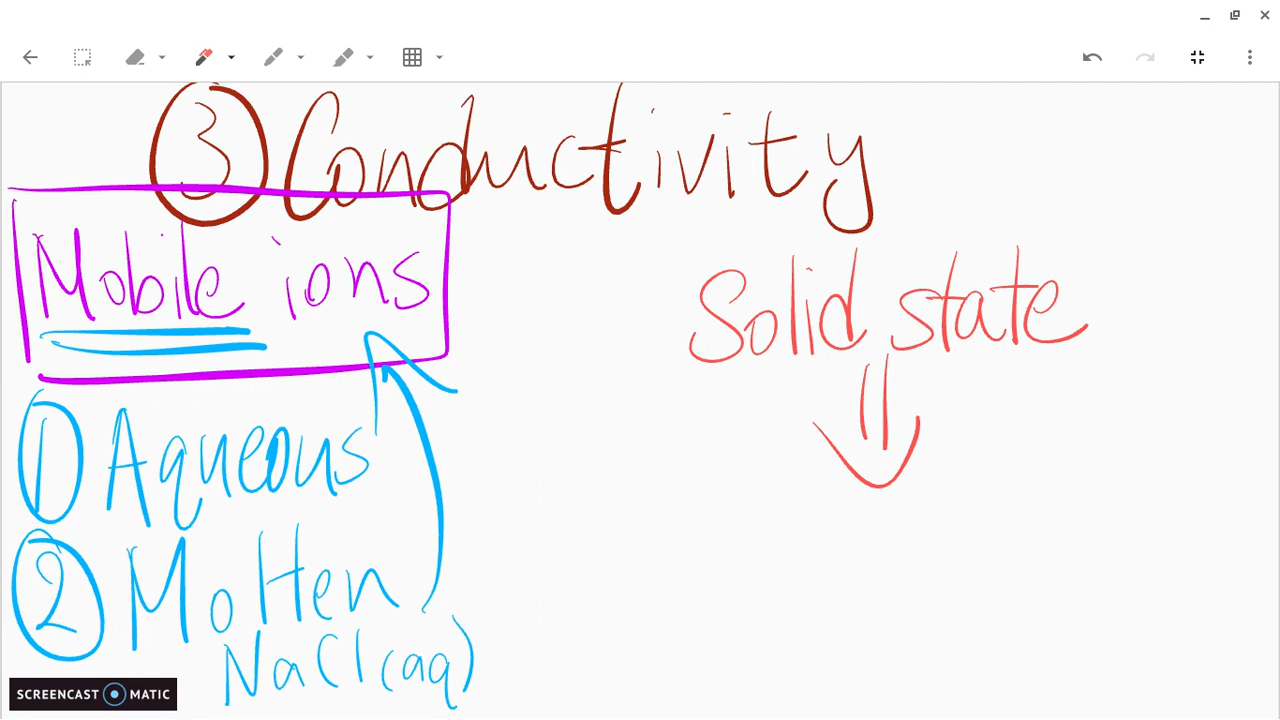 ③ Conductivity
Mobile ions
Solid state
① Aqueous
② Molten
NaCl(aq)
SCREENCAST MATIC